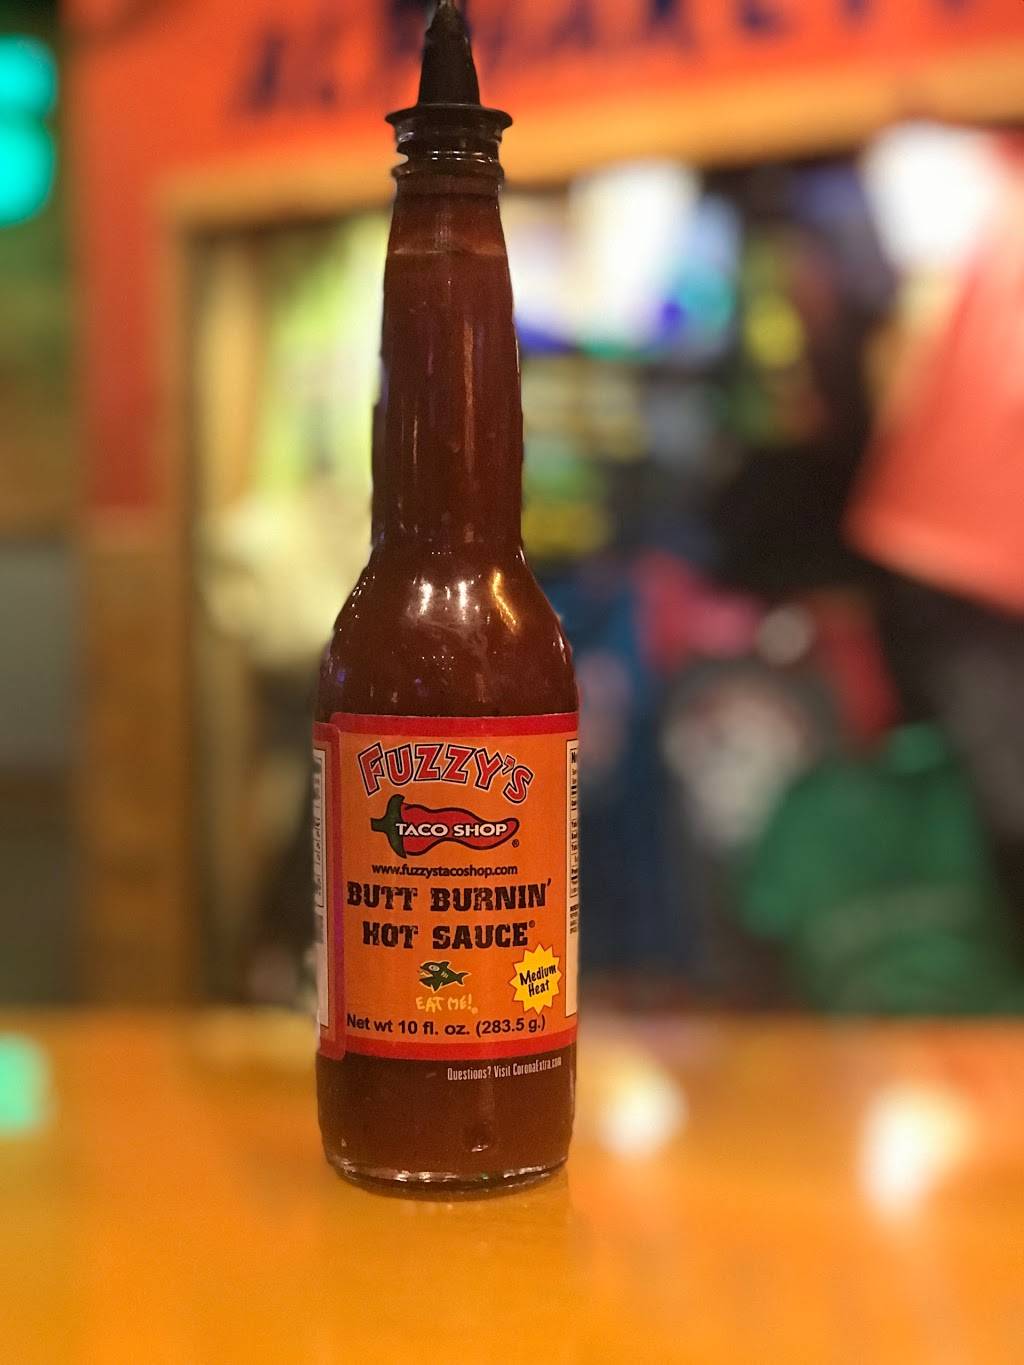 FUZZY'S
TACO SHOP®
www.fuzzystacoshop.com
BUTT BURNIN'
HOT SAUCE®
Medium
Heat
EAT ME!
Net wt 10 fl. oz. (283.5 g.)
Questions? Visit CoronaExtra.com